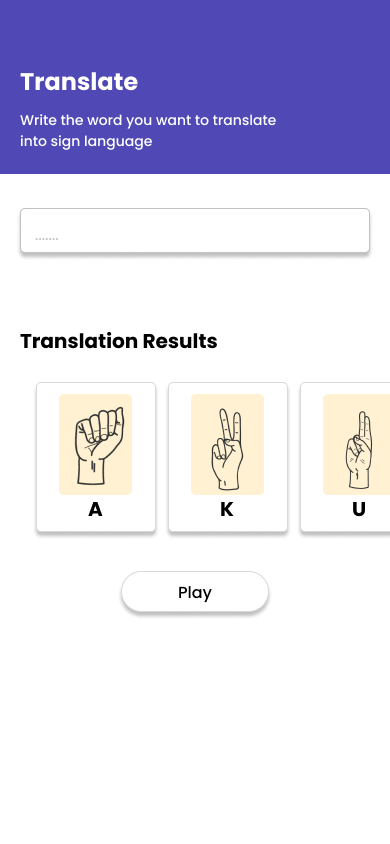 Translate
Write the word you want to translate
into sign language
.......
Translation Results
A
K
U
Play